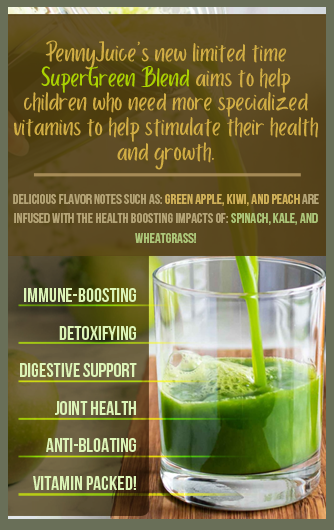 PennyJuice's new limited time
SuperGreen Blend aims to help
children who need more specialized
vitamins to help stimulate their health
and growth.
DELICIOUS FLAVOR NOTES SUCH AS: GREEN APPLE, KIWI, AND PEACH ARE
INFUSED WITH THE HEALTH BOOSTING IMPACTS OF: SPINACH, KALE, AND
WHEATGRASS!
IMMUNE-BOOSTING
DETOXIFYING
DIGESTIVE SUPPORT
JOINT HEALTH
ANTI-BLOATING
VITAMIN PACKED!